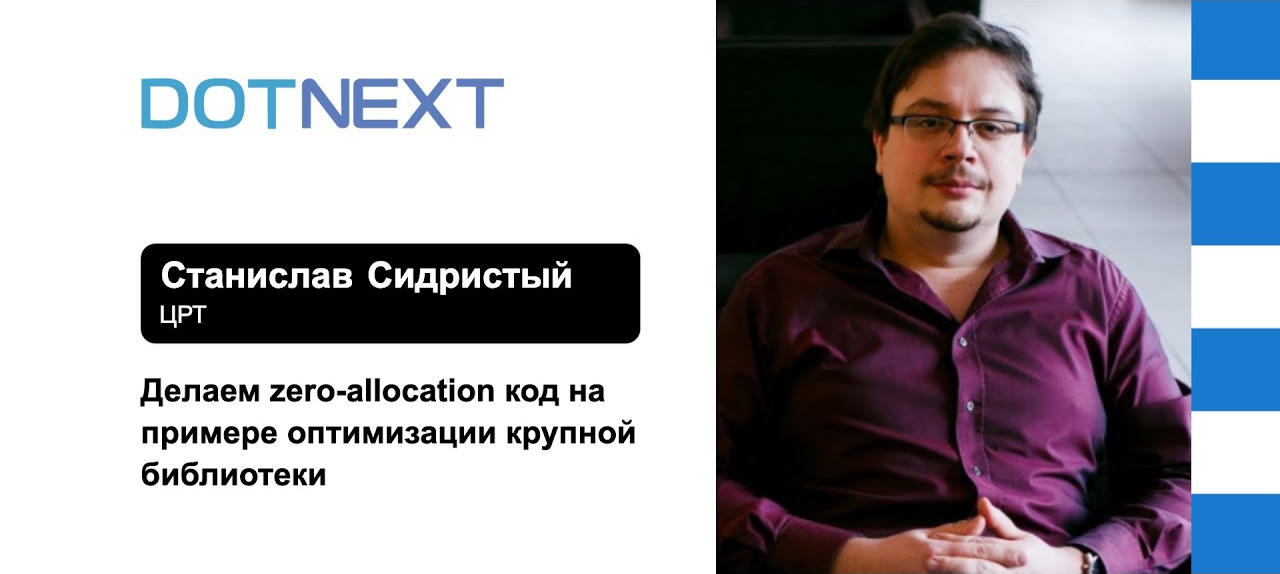 DOTNEXT
Станислав Сидристый
ЦРТ
Делаем zero-allocation код на
примере оптимизации крупной
библиотеки